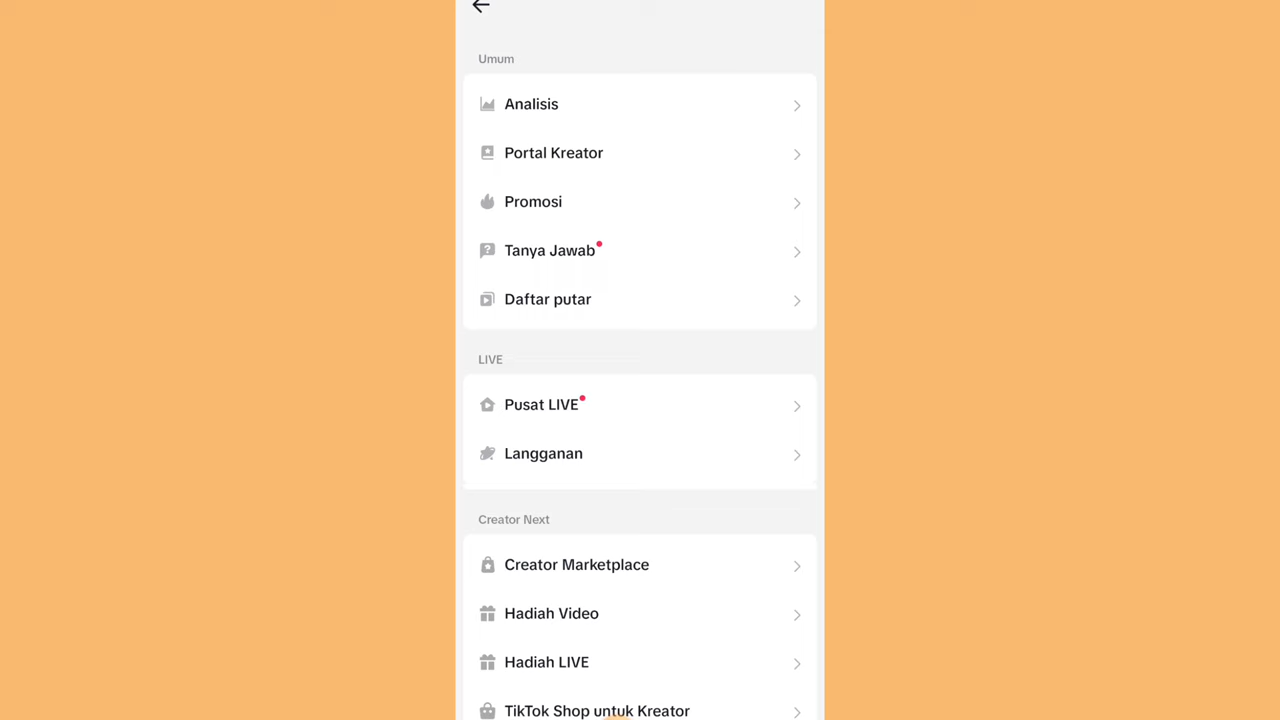 Umum
Analisis
Portal Kreator
Promosi
Tanya Jawab
Daftar putar
LIVE
Pusat LIVE
Langganan
Creator Next
Creator Marketplace
Hadiah Video
Hadiah LIVE
TikTok Shop untuk Kreator